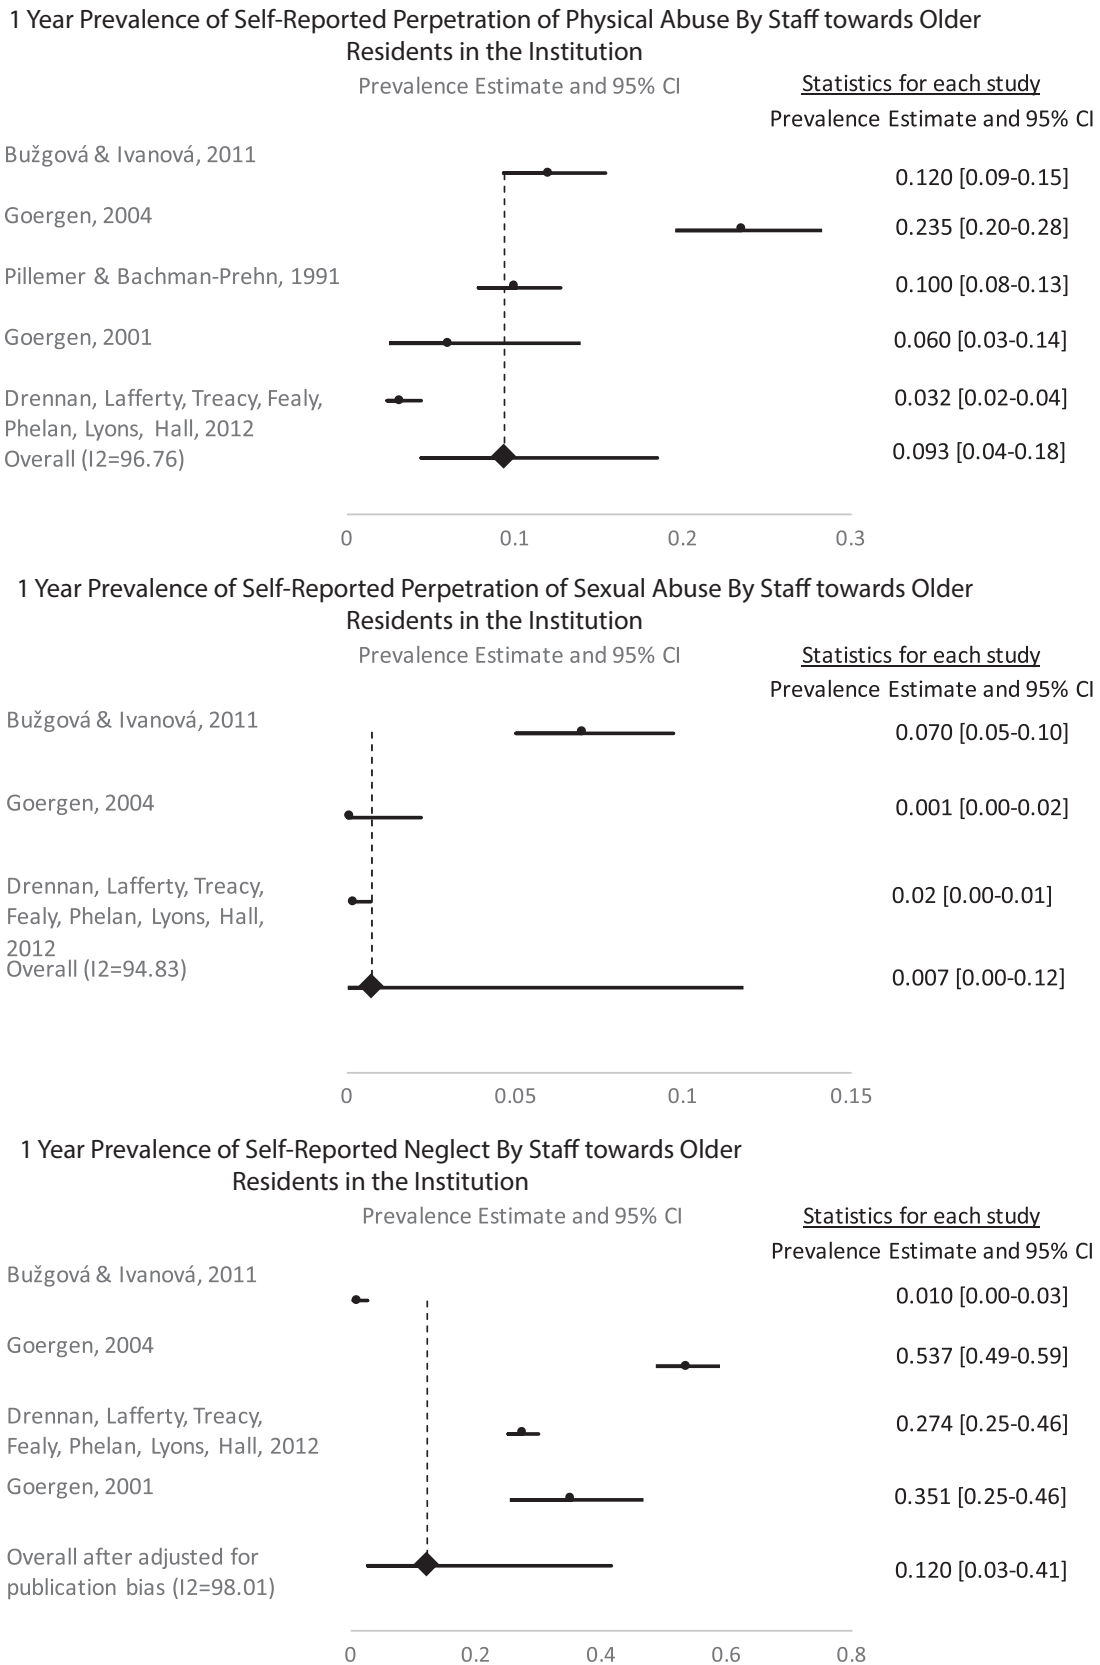 1 Year Prevalence of Self-Reported Perpetration of Physical Abuse By Staff towards Older
Residents in the Institution
Prevalence Estimate and 95% CI
Statistics for each study
Prevalence Estimate and 95% CI
Bužgová & Ivanová, 2011
0.120 [0.09-0.15]
Goergen, 2004
0.235 [0.20-0.28]
Pillemer & Bachman-Prehn, 1991
0.100 [0.08-0.13]
Goergen, 2001
0.060 [0.03-0.14]
Drennan, Lafferty, Treacy, Fealy,
Phelan, Lyons, Hall, 2012
0.032 [0.02-0.04]
Overall (I2=96.76)
0.093 [0.04-0.18]
0 0.1 0.2 0.3
1 Year Prevalence of Self-Reported Perpetration of Sexual Abuse By Staff towards Older
Residents in the Institution
Prevalence Estimate and 95% CI
Statistics for each study
Prevalence Estimate and 95% CI
Bužgová & Ivanová, 2011
0.070 [0.05-0.10]
Goergen, 2004
0.001 [0.00-0.02]
Drennan, Lafferty, Treacy,
Fealy, Phelan, Lyons, Hall,
2012
0.02 [0.00-0.01]
Overall (I2=94.83)
0.007 [0.00-0.12]
0 0.05 0.1 0.15
1 Year Prevalence of Self-Reported Neglect By Staff towards Older
Residents in the Institution
Prevalence Estimate and 95% CI
Statistics for each study
Prevalence Estimate and 95% CI
Bužgová & Ivanová, 2011
0.010 [0.00-0.03]
Goergen, 2004
0.537 [0.49-0.59]
Drennan, Lafferty, Treacy,
Fealy, Phelan, Lyons, Hall, 2012
0.274 [0.25-0.46]
Goergen, 2001
0.351 [0.25-0.46]
Overall after adjusted for
publication bias (I2=98.01)
0.120 [0.03-0.41]
0 0.2 0.4 0.6 0.8